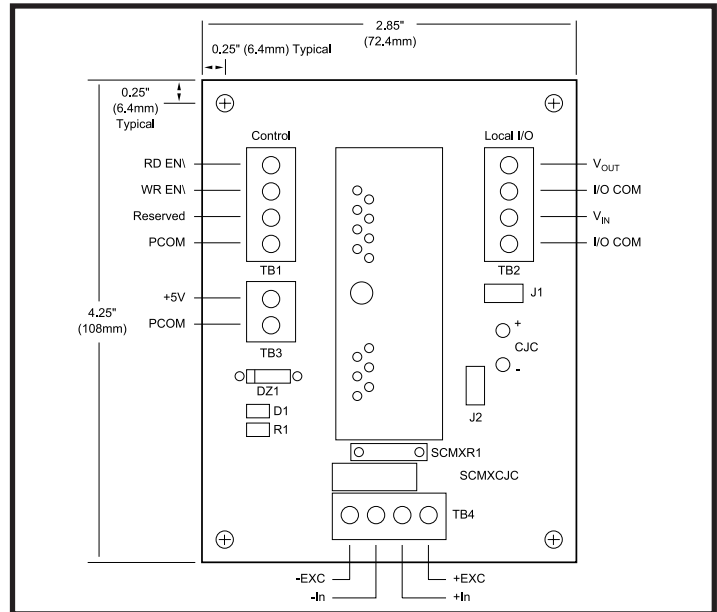 2.85"
(72.4mm)
0.25" (6.4mm) Typical
0.25"
(6.4mm)
Typical
Control
Local I/O
RD EN\
WR EN\
Reserved
PCOM
TB1
VOUT
I/O COM
VIN
I/O COM
TB2
J1
+5V
PCOM
TB3
4.25"
(108mm)
+
CJC
-
DZ1
D1
R1
J2
SCMXR1
SCMXCJC
TB4
-EXC
-In
+EXC
+In